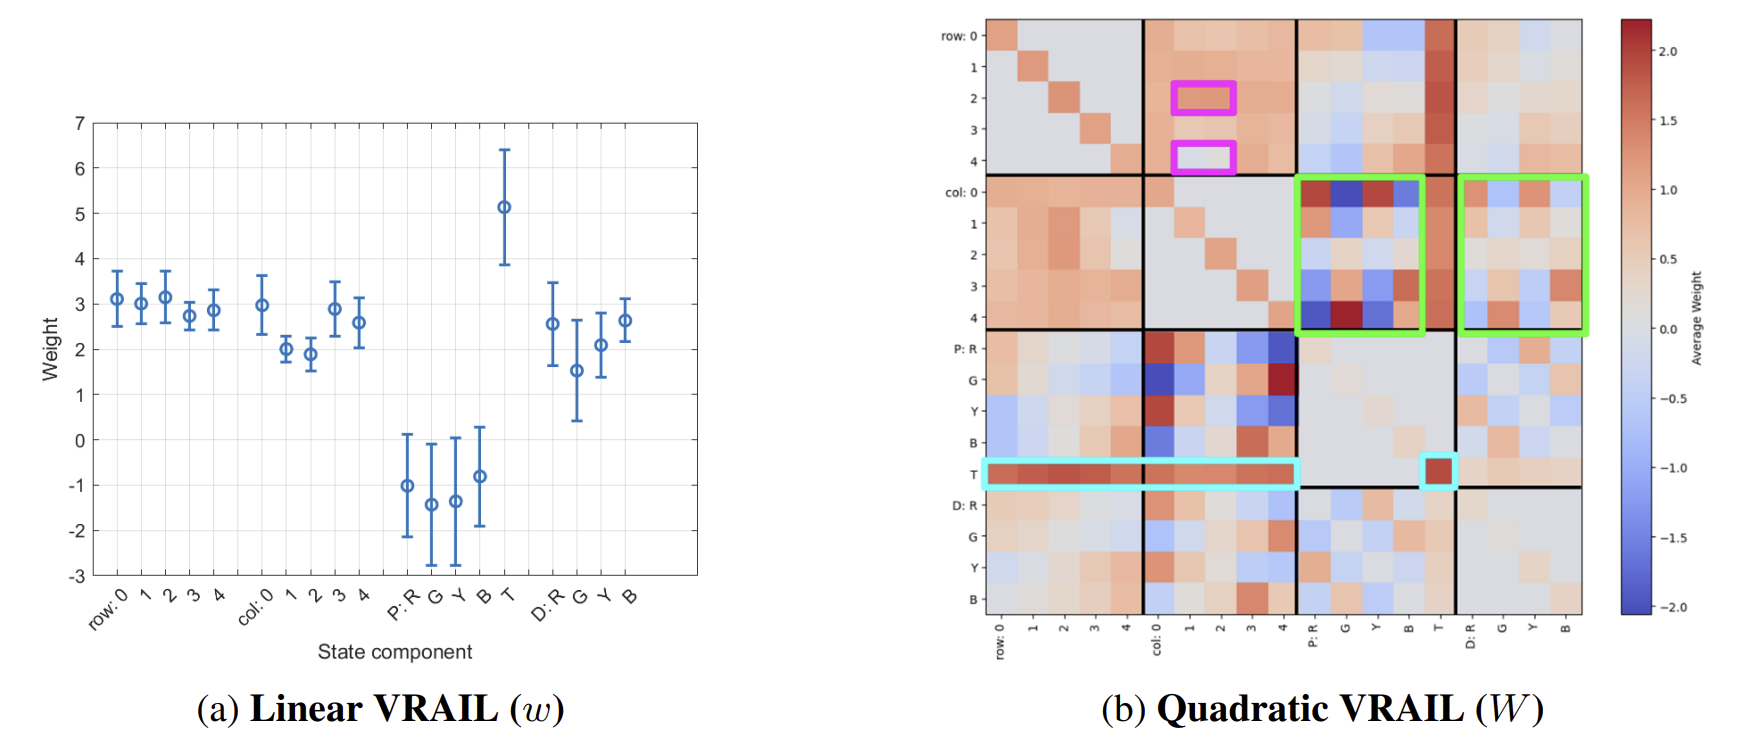 7
6
5
4
3
2
1
0
-1
-2
-3
Weight
row: 0
1
2
3
4
col: 0
1
2
3
4
P: R
G
Y
B
T
D: R
G
Y
B
State component
(a) Linear VRAIL (w)
row: 0
1
2
3
4
col: 0
1
2
3
4
P: R
G
Y
B
T
D: R
G
Y
B
row: 0
1
2
3
4
col: 0
1
2
3
4
P: R
G
Y
B
T
D: R
G
Y
B
2.0
1.5
1.0
0.5
0.0
−0.5
−1.0
−1.5
−2.0
Average Weight
(b) Quadratic VRAIL (W)